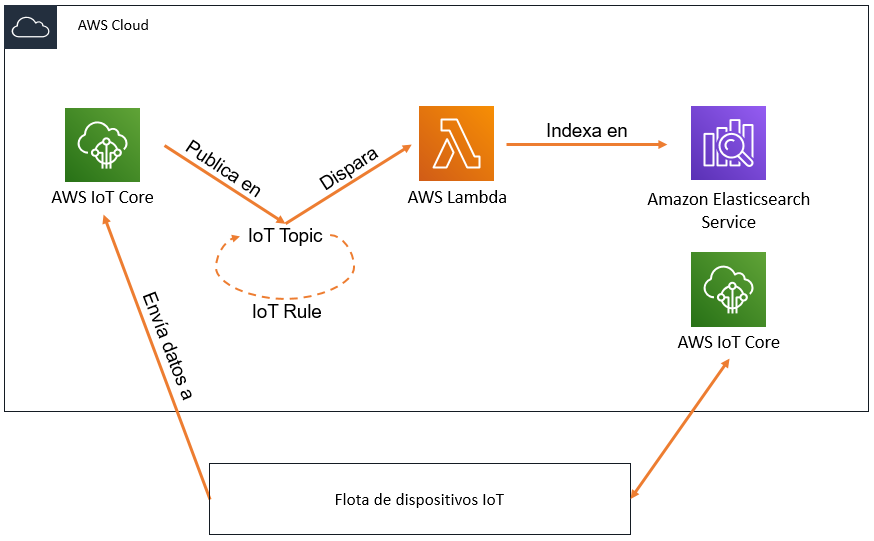 AWS Cloud
AWS IoT Core
Publica en
IoT Topic
IoT Rule
Dispara
AWS Lambda
Indexa en
Amazon Elasticsearch
Service
AWS IoT Core
Envía datos a
Flota de dispositivos IoT